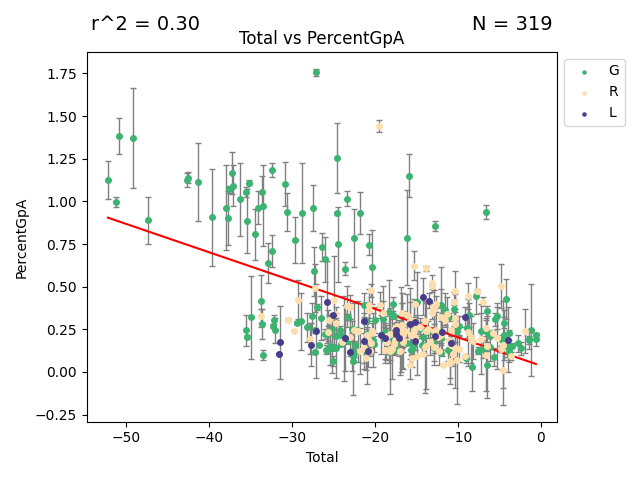 r^2 = 0.30 N = 319
Total vs PercentGpA
G
R
L
PercentGpA
1.75
1.50
1.25
1.00
0.75
0.50
0.25
0.00
−0.25
−50 −40 −30 −20 −10 0
Total